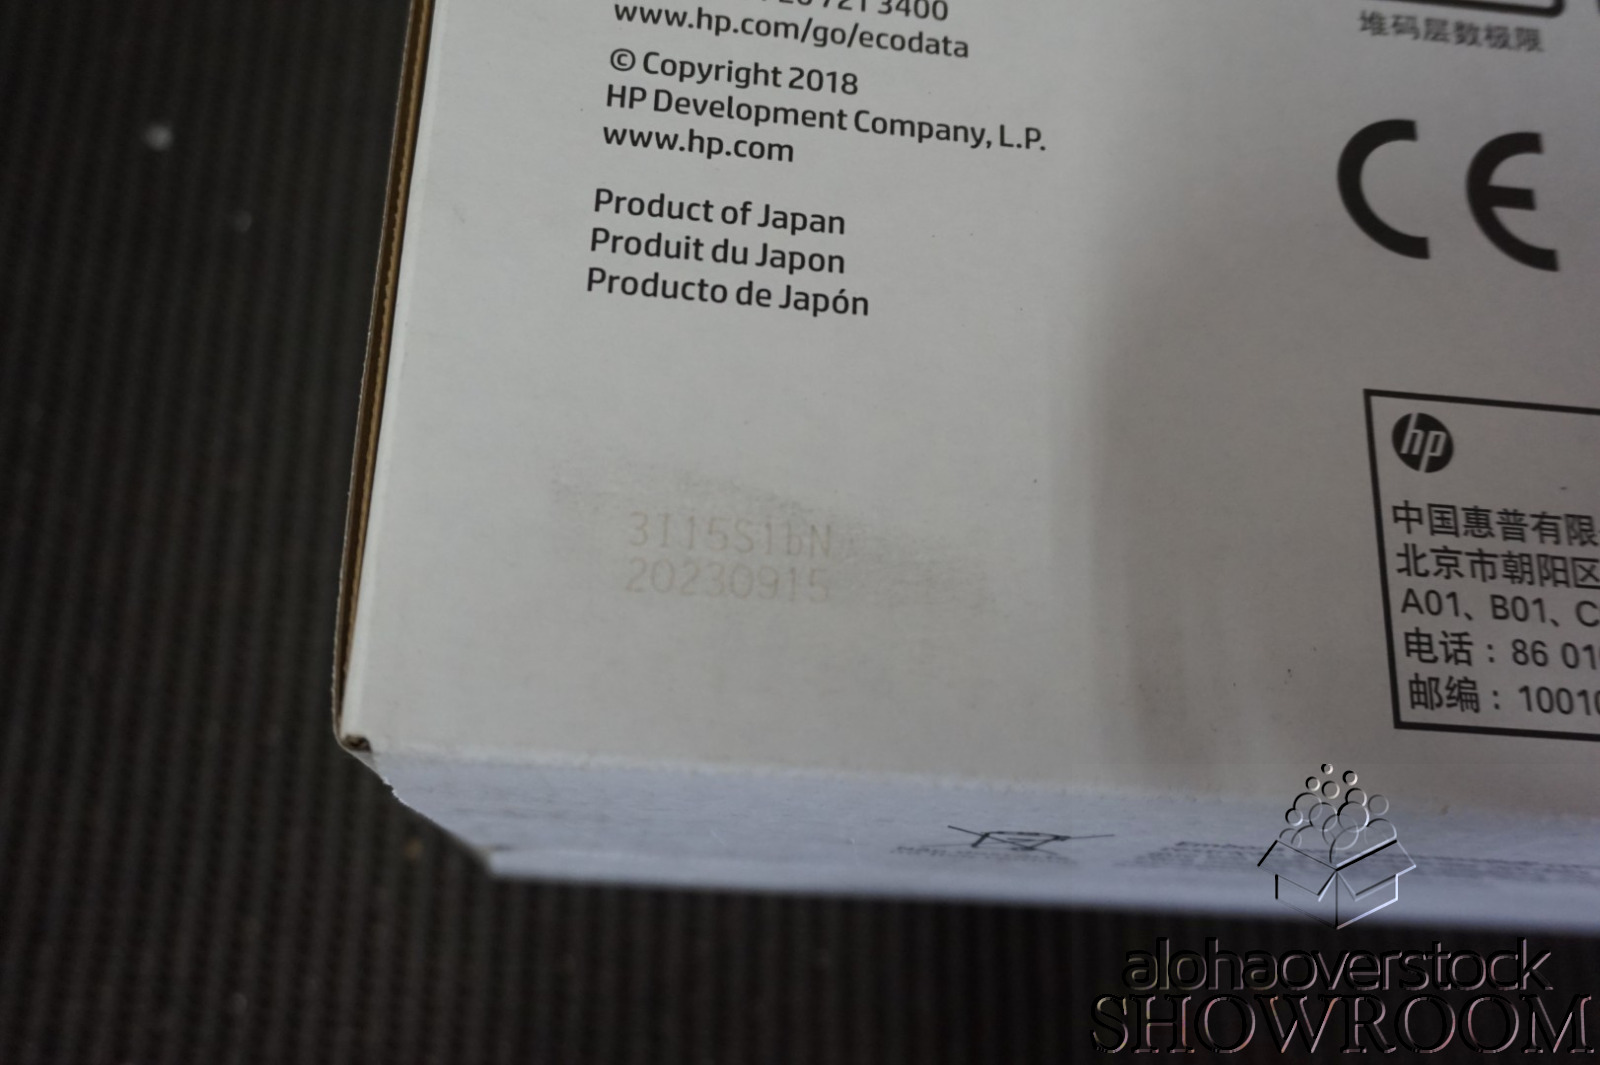 www.hp.com/go/ecodata
© Copyright 2018
HP Development Company, L.P.
www.hp.com
Product of Japan
Produit du Japon
Producto de Japón
20230915
堆码层数极限
CE
hp
中国惠普有限
北京市朝阳区
A01、B01、C
电话：86 01
邮编：10010
alohaoverstock
SHOWROOM